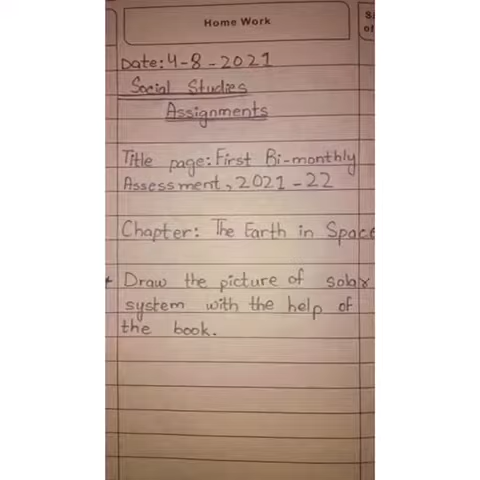 Home Work
Date: 4-8-2021
Social Studies
Assignments
Title page: First Bi-monthly
Assessment, 2021-22
Chapter: The Earth in Space
* Draw the picture of solar
system with the help of
the book.